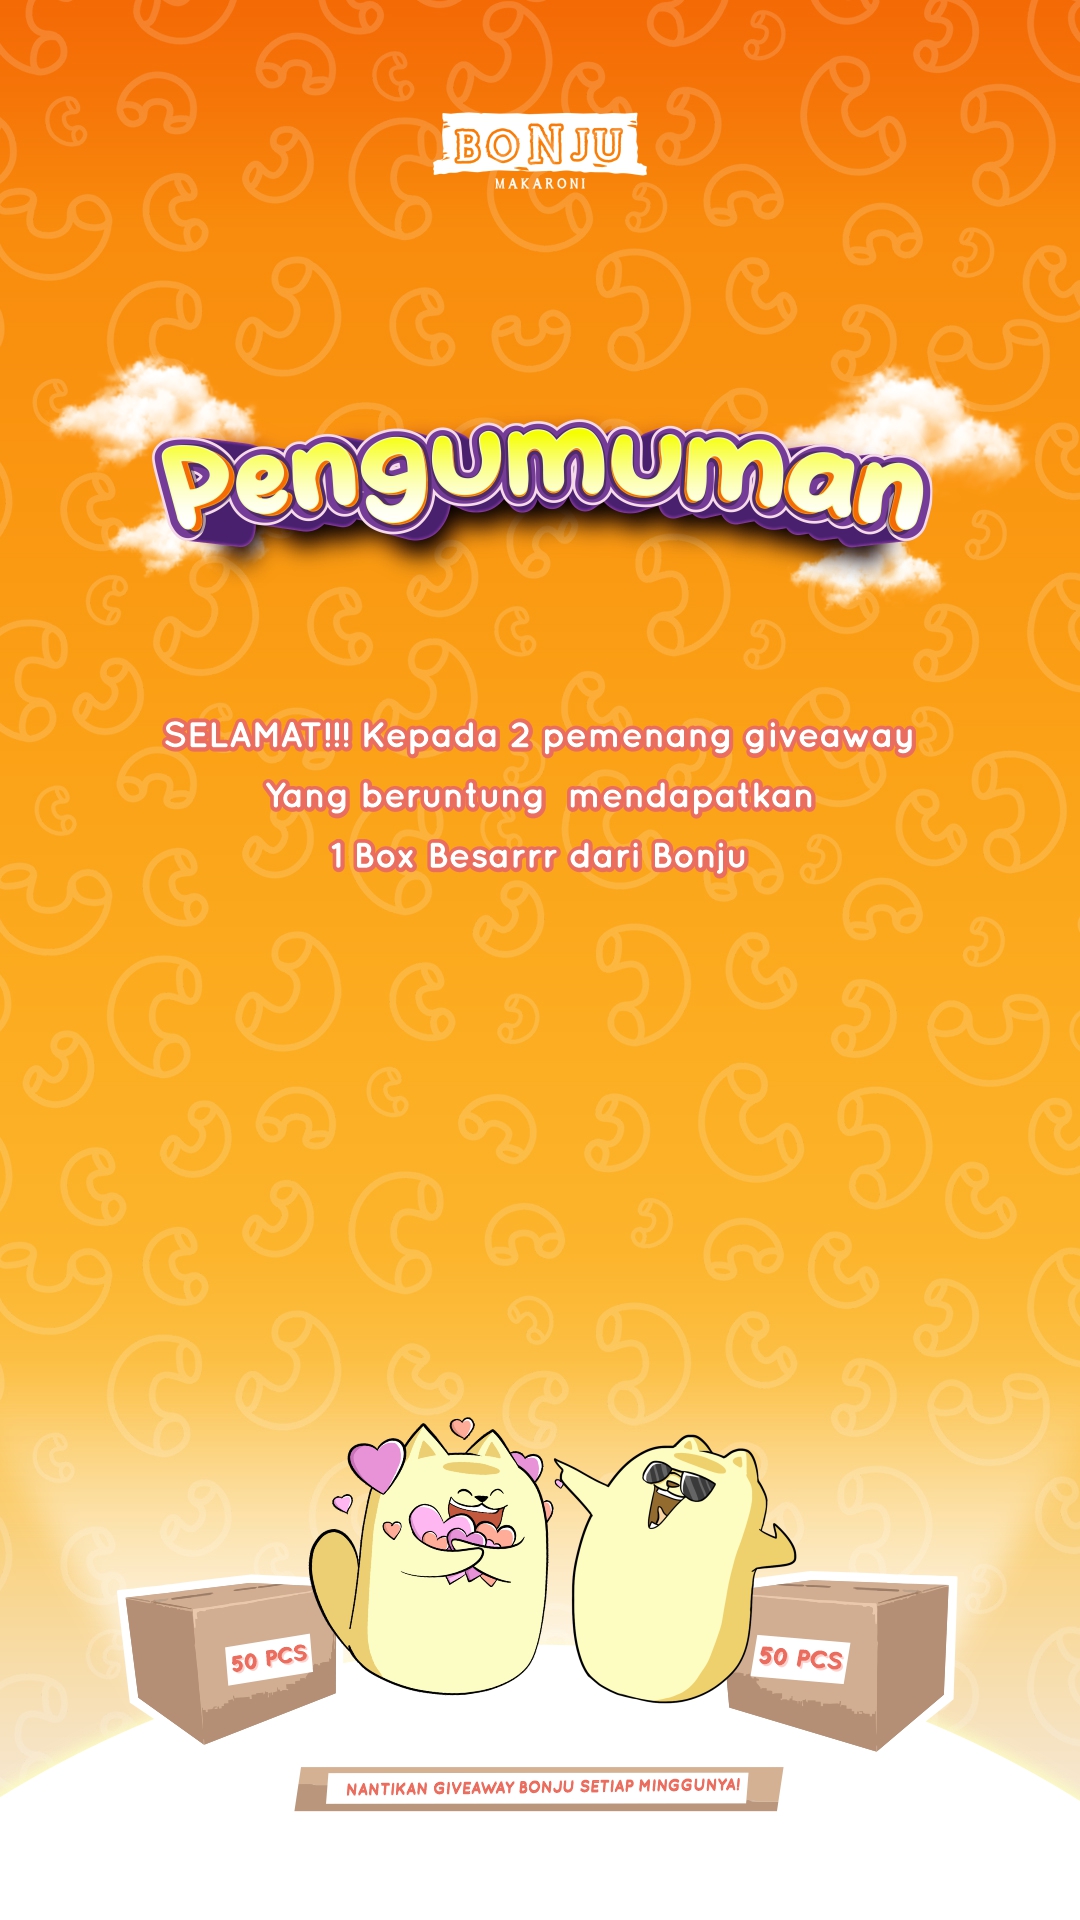 BONJU
MAKARONI
Pengumuman
SELAMAT!!! Kepada 2 pemenang giveaway
Yang beruntung mendapatkan
1 Box Besarrr dari Bonju
50 PCS
50 PCS
NANTIKAN GIVEAWAY BONJU SETIAP MINGGUNYA!